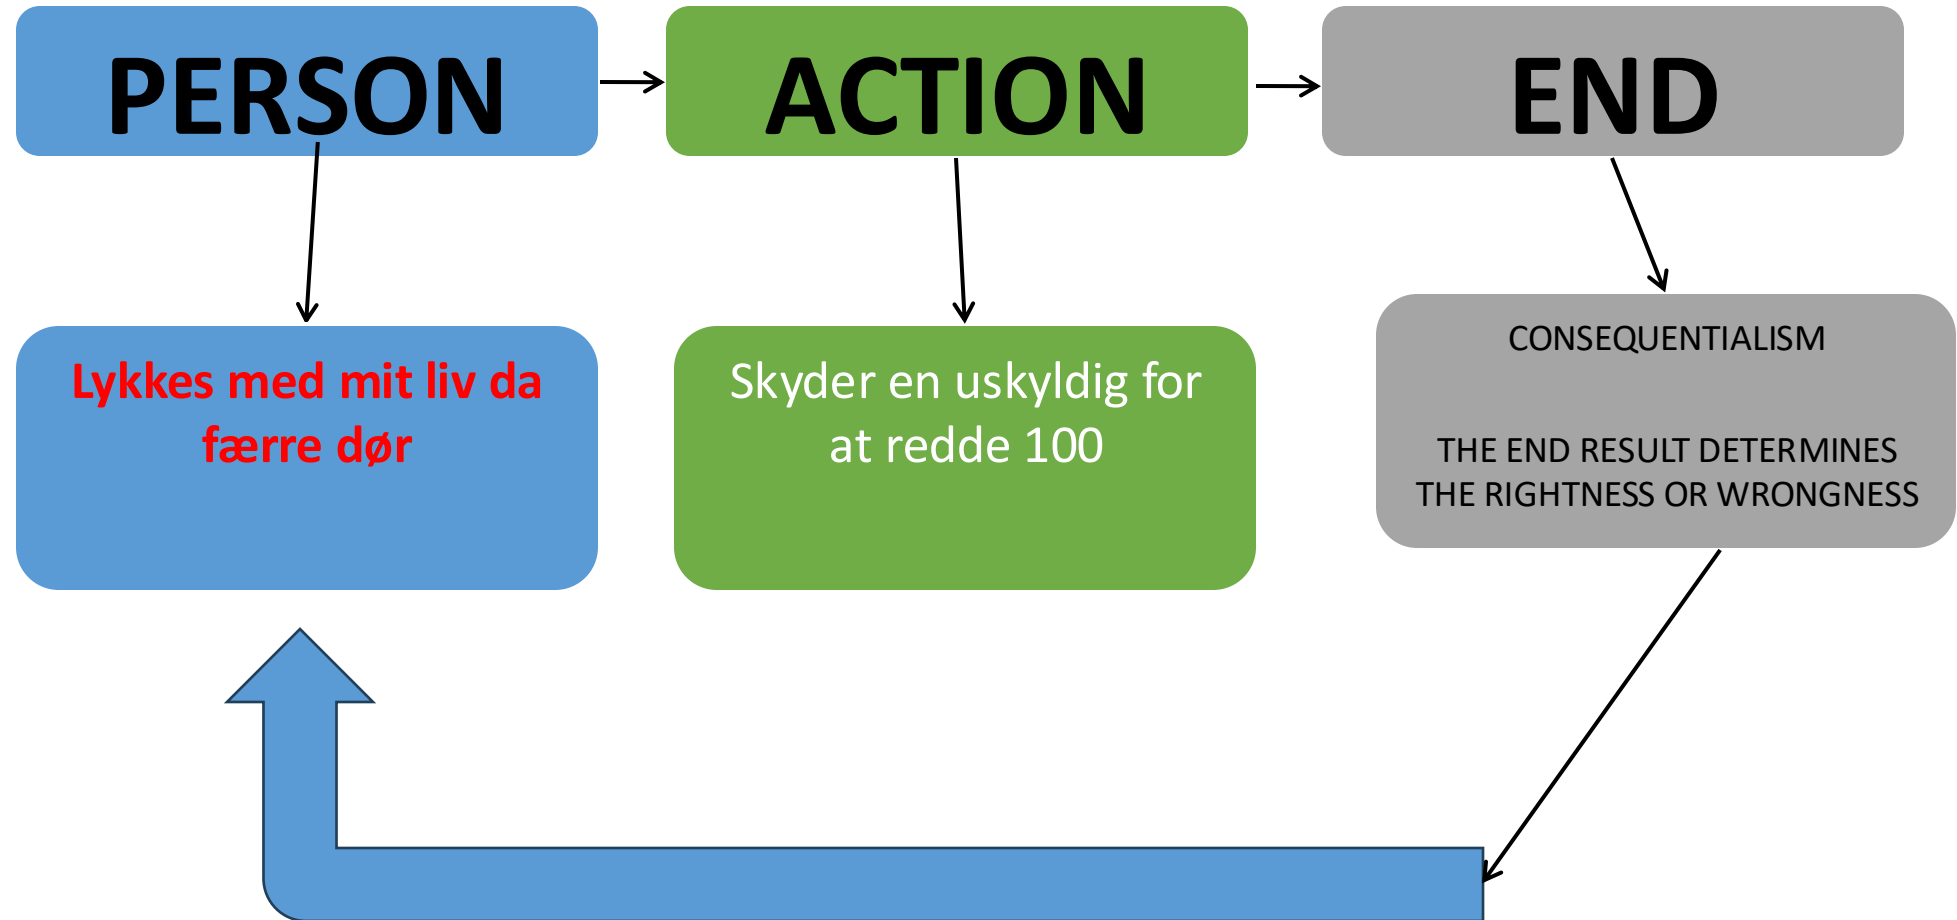 PERSON
ACTION
END
Lykkes med mit liv da
færre dør
Skyder en uskyldig for
at redde 100
CONSEQUENTIALISM
THE END RESULT DETERMINES
THE RIGHTNESS OR WRONGNESS